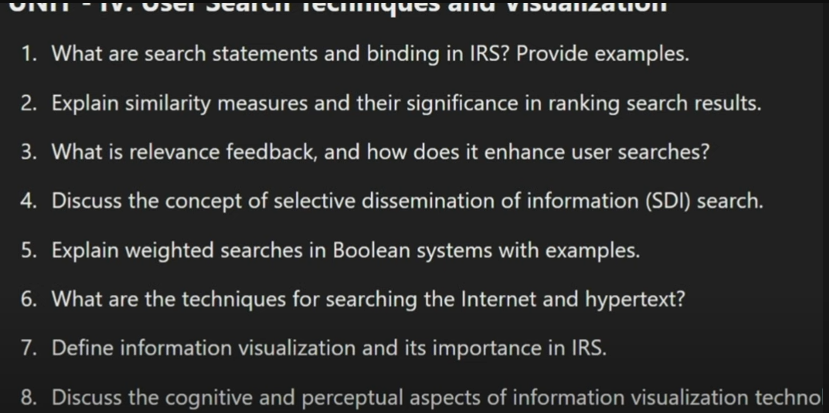 UNIT - IV: User Search Techniques and Visualization
1. What are search statements and binding in IRS? Provide examples.
2. Explain similarity measures and their significance in ranking search results.
3. What is relevance feedback, and how does it enhance user searches?
4. Discuss the concept of selective dissemination of information (SDI) search.
5. Explain weighted searches in Boolean systems with examples.
6. What are the techniques for searching the Internet and hypertext?
7. Define information visualization and its importance in IRS.
8. Discuss the cognitive and perceptual aspects of information visualization techno